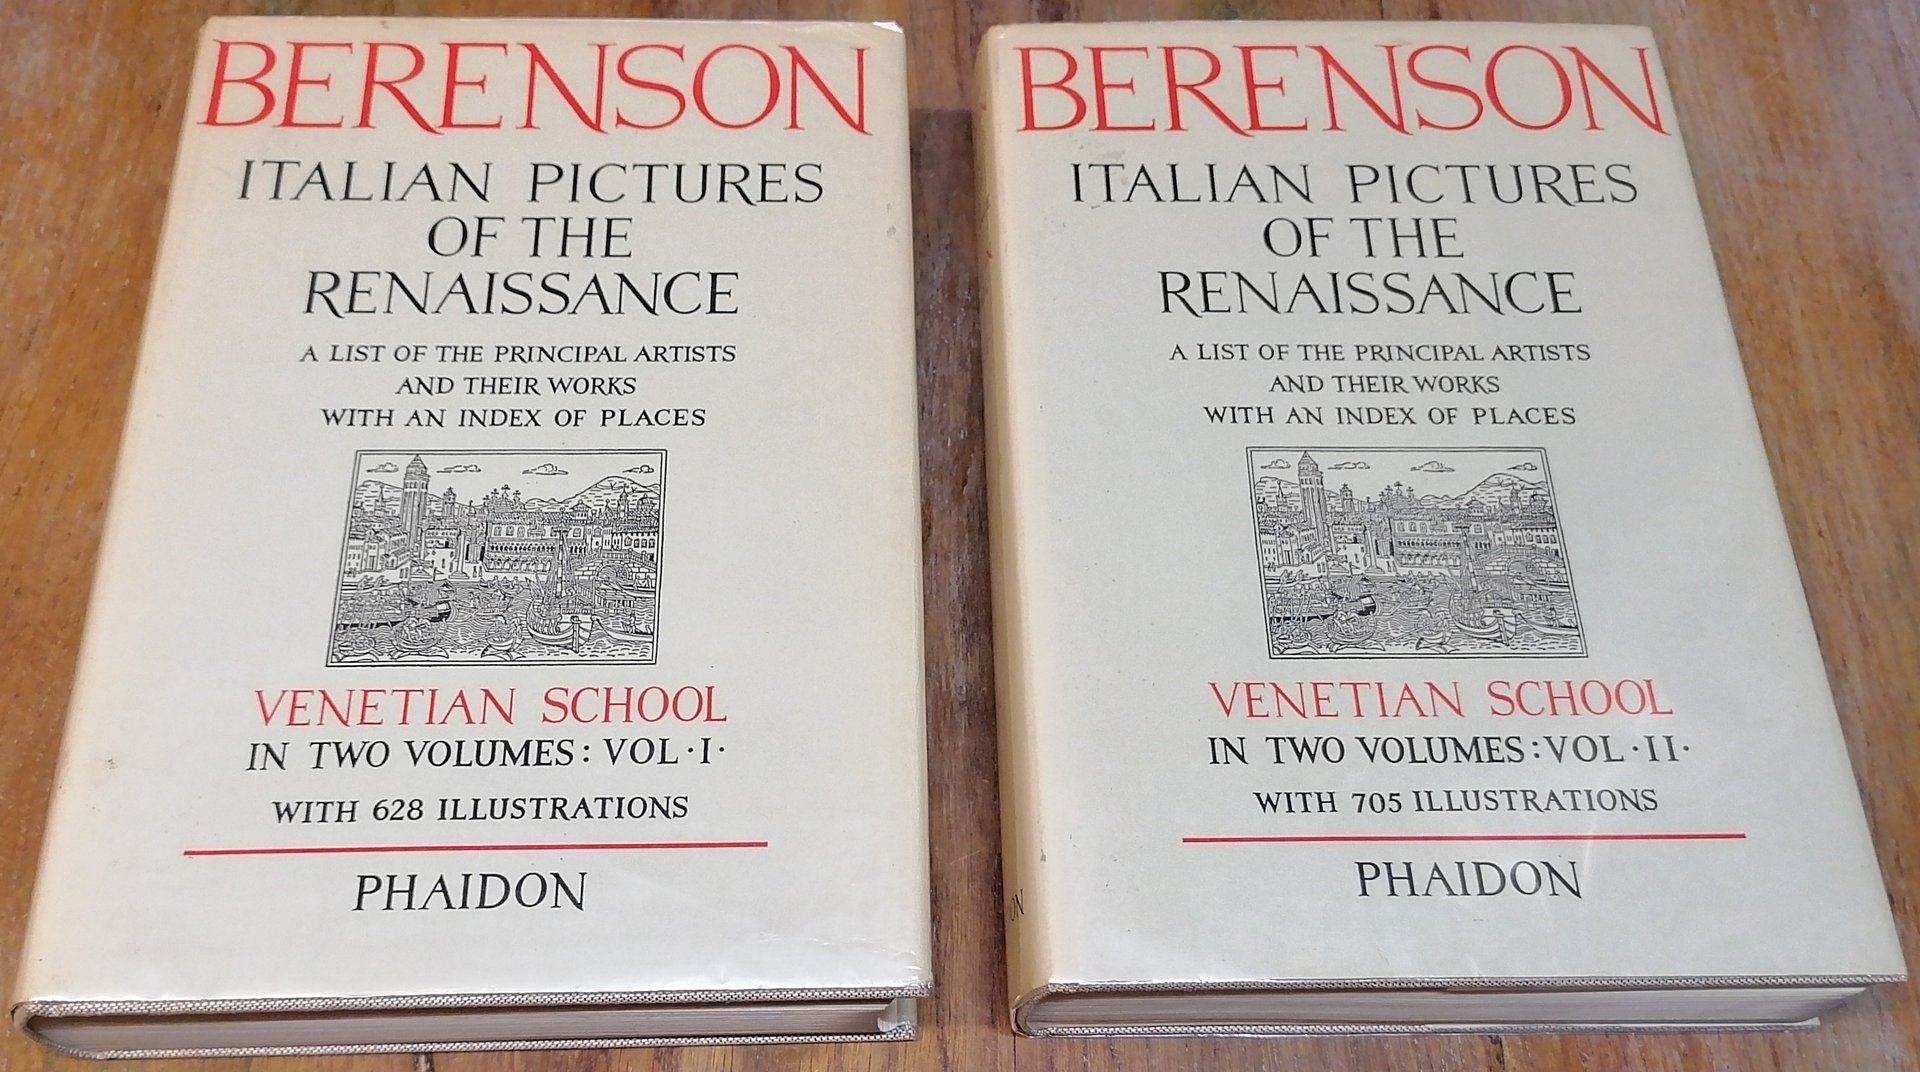 BERENSON
ITALIAN PICTURES
OF THE
RENAISSANCE
A LIST OF THE PRINCIPAL ARTISTS
AND THEIR WORKS
WITH AN INDEX OF PLACES
VENETIAN SCHOOL
IN TWO VOLUMES: VOL·I·
WITH 628 ILLUSTRATIONS
PHAIDON
BERENSON
ITALIAN PICTURES
OF THE
RENAISSANCE
A LIST OF THE PRINCIPAL ARTISTS
AND THEIR WORKS
WITH AN INDEX OF PLACES
VENETIAN SCHOOL
IN TWO VOLUMES: VOL·II·
WITH 705 ILLUSTRATIONS
PHAIDON
ON